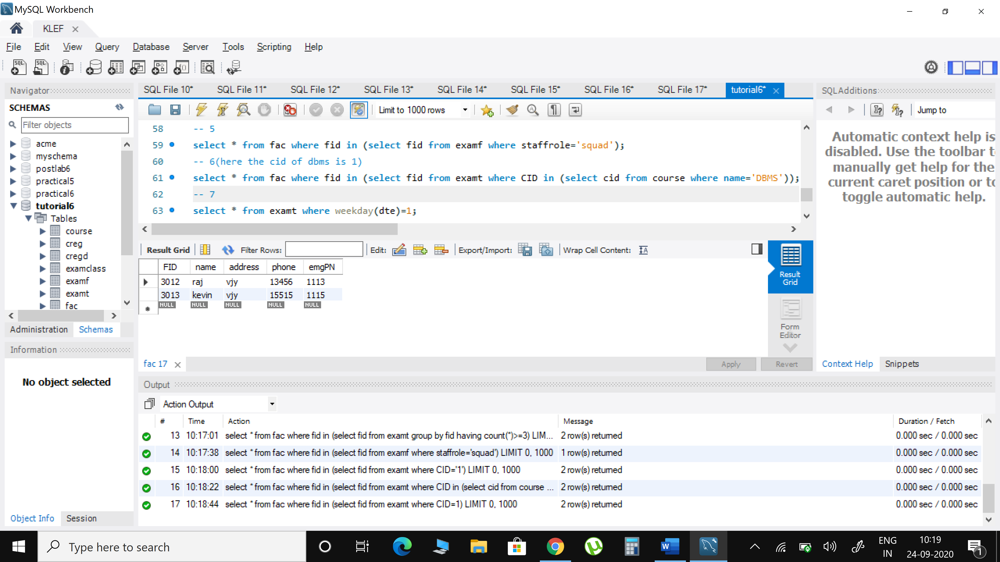 MySQL Workbench
KLEF
File Edit View Query Database Server Tools Scripting Help
Navigator
SCHEMAS
Filter objects
acme
myschema
postlab6
practical5
practical6
tutorial6
Tables
course
creg
cregd
examclass
examf
examt
fac
Administration Schemas
Information
No object selected
Object Info Session
SQL File 10* SQL File 11* SQL File 12* SQL File 13* SQL File 14* SQL File 15* SQL File 16* SQL File 17* tutorial6*
Limit to 1000 rows
58 -- 5
59 select * from fac where fid in (select fid from examf where staffrole='squad');
60 -- 6(here the cid of dbms is 1)
61 select * from fac where fid in (select fid from examt where CID in (select cid from course where name='DBMS'));
62 -- 7
63 select * from examt where weekday(dte)=1;
Result Grid Filter Rows: Edit: Export/Import: Wrap Cell Content:
FID name address phone emgPN
3012 raj vjy 13456 1113
3013 kevin vjy 15515 1115
NULL NULL NULL NULL NULL
Result
Grid
Form
Editor
fac 17
Apply Revert
SQLAdditions
Jump to
Automatic context help is
disabled. Use the toolbar t
manually get help for the
current caret position or to
toggle automatic help.
Context Help Snippets
Output
Action Output
# Time Action Message Duration / Fetch
13 10:17:01 select * from fac where fid in (select fid from examt group by fid having count(*)>=3) LIM... 2 row(s) returned 0.000 sec / 0.000 sec
14 10:17:38 select * from fac where fid in (select fid from examf where staffrole='squad') LIMIT 0, 1000 1 row(s) returned 0.000 sec / 0.000 sec
15 10:18:00 select * from fac where fid in (select fid from examt where CID='1') LIMIT 0, 1000 2 row(s) returned 0.000 sec / 0.000 sec
16 10:18:22 select * from fac where fid in (select fid from examt where CID in (select cid from course ... 2 row(s) returned 0.000 sec / 0.000 sec
17 10:18:44 select * from fac where fid in (select fid from examt where CID=1) LIMIT 0, 1000 2 row(s) returned 0.000 sec / 0.000 sec
Type here to search
ENG
IN
10:19
24-09-2020
1